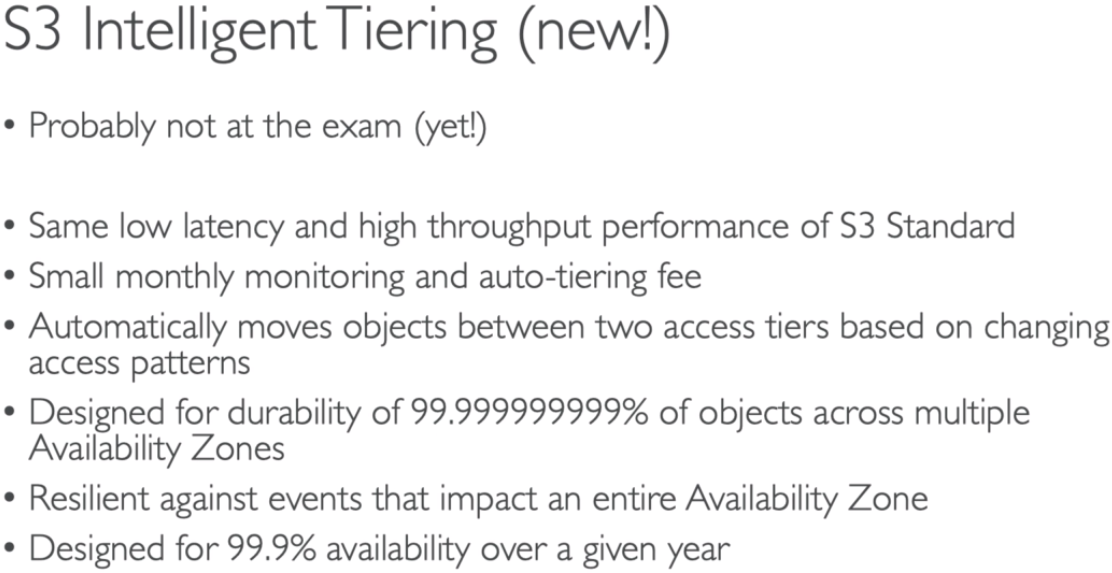 S3 Intelligent Tiering (new!)
• Probably not at the exam (yet!)
• Same low latency and high throughput performance of S3 Standard
• Small monthly monitoring and auto-tiering fee
• Automatically moves objects between two access tiers based on changing
access patterns
• Designed for durability of 99.999999999% of objects across multiple
Availability Zones
• Resilient against events that impact an entire Availability Zone
• Designed for 99.9% availability over a given year